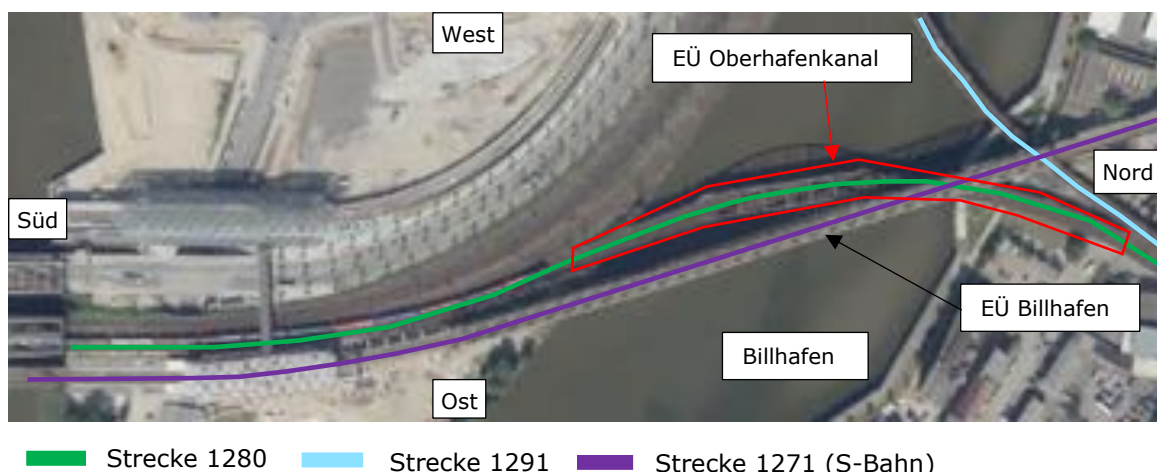 West
EÜ Oberhafenkanal
Nord
Süd
EÜ Billhafen
Billhafen
Ost
Strecke 1280 Strecke 1291 Strecke 1271 (S-Bahn)